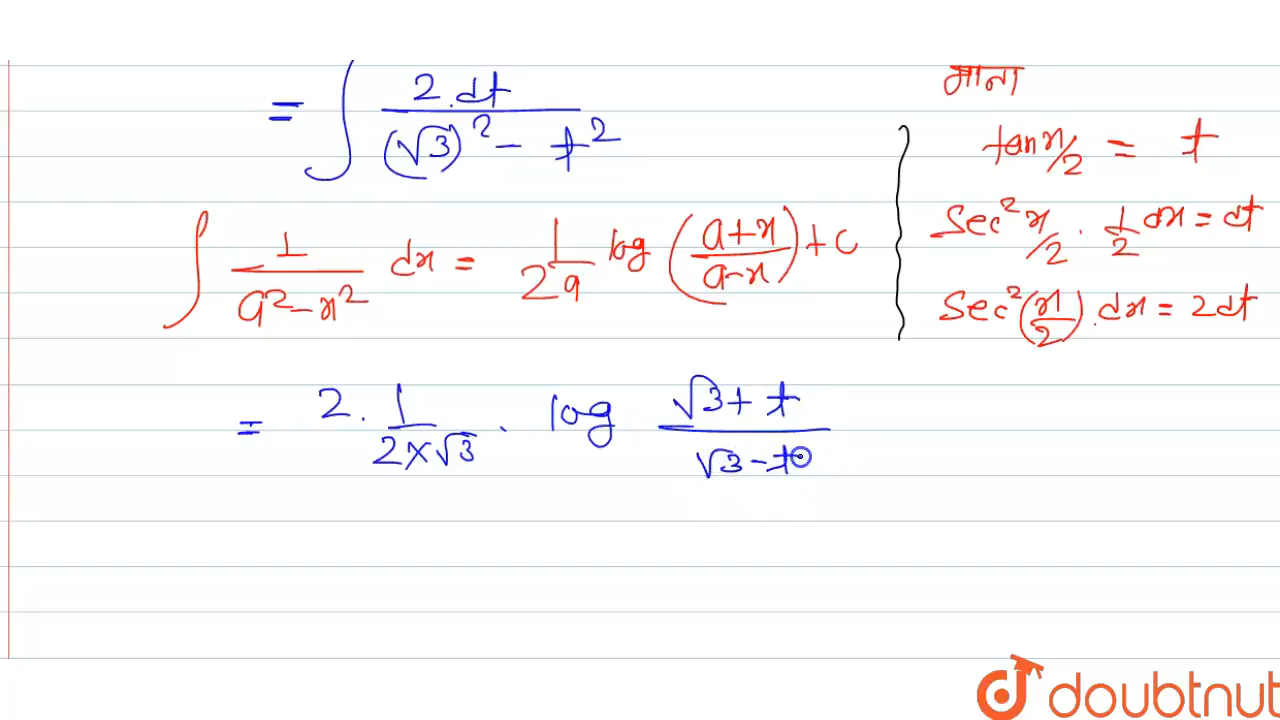 = ∫ 2.dt / (√3)² - t²
∫ 1 / a² - x² dx = 1 / 2a log (a+x / a-x) + c
= 2 . 1 / 2×√3 . log √3 + t / √3 - t
माना
tan x/2 = t
Sec² x/2 . 1/2 dx = dt
Sec² (x/2) . dx = 2dt
doubtnut